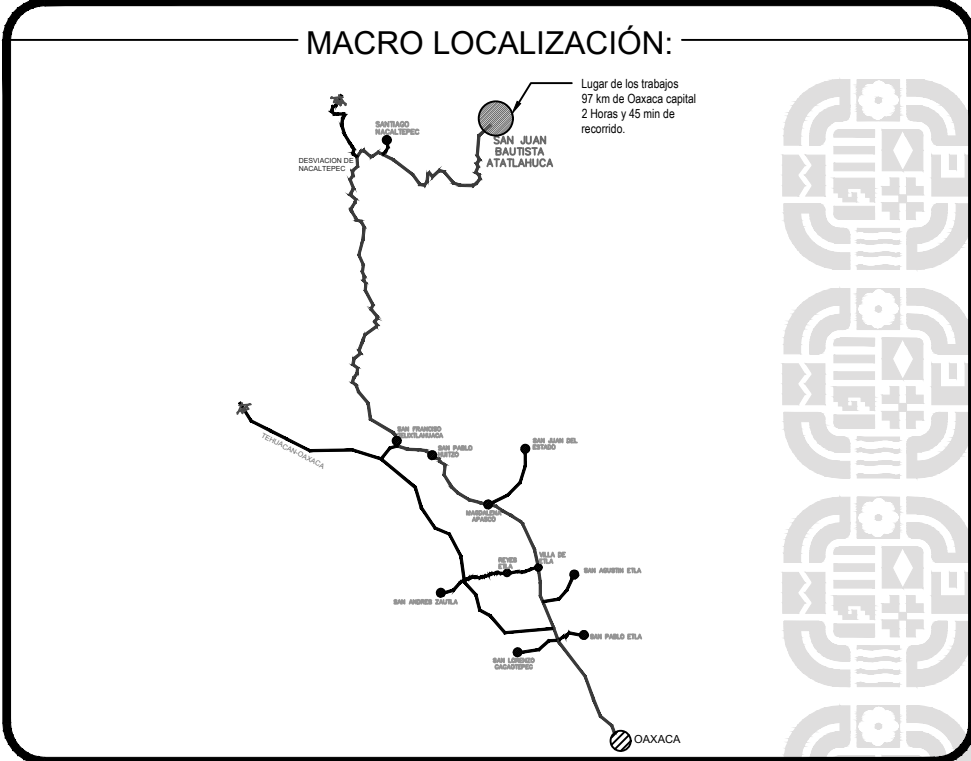 MACRO LOCALIZACIÓN:
Lugar de los trabajos
97 km de Oaxaca capital
2 Horas y 45 min de
recorrido.
SANTIAGO
NACALTEPEC
SAN JUAN
BAUTISTA
ATATLAHUCA
DESVIACION DE
NACALTEPEC
TEHUACAN-OAXACA
SAN FRANCISO
TELIXTLAHUACA
SAN PABLO
HUITZO
SAN JUAN DEL
ESTADO
MAGDALENA
APASCO
REYES
ETLA
VILLA DE
ETLA
SAN AGUSTIN ETLA
SAN ANDRES ZAUTLA
SAN PABLO ETLA
SAN LORENZO
CACAOTEPEC
OAXACA